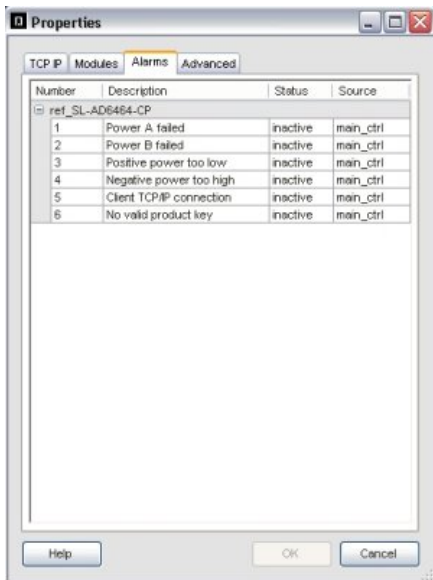 Properties
TCP IP Modules Alarms Advanced
Number Description Status Source
ref_SL-AD6464-CP
1 Power A failed inactive main_ctrl
2 Power B failed inactive main_ctrl
3 Positive power too low inactive main_ctrl
4 Negative power too high inactive main_ctrl
5 Client TCP/IP connection inactive main_ctrl
6 No valid product key inactive main_ctrl
Help OK Cancel